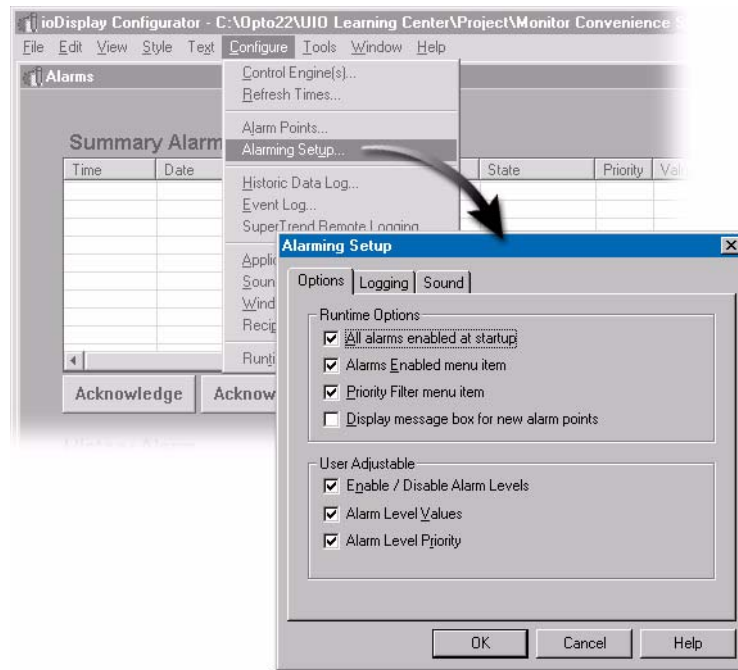 ioDisplay Configurator - C:\Opto22\UIO Learning Center\Project\Monitor Convenience
File Edit View Style Text Configure Tools Window Help
Alarms
Control Engine(s)...
Refresh Times...
Alarm Points...
Alarming Setup...
Historic Data Log...
Event Log...
SuperTrend Remote Logging
Summary Alarm
Time Date State Priority
Alarming Setup
Options Logging Sound
Runtime Options
All alarms enabled at startup
Alarms Enabled menu item
Priority Filter menu item
Display message box for new alarm points
User Adjustable
Enable / Disable Alarm Levels
Alarm Level Values
Alarm Level Priority
Acknowledge
OK Cancel Help